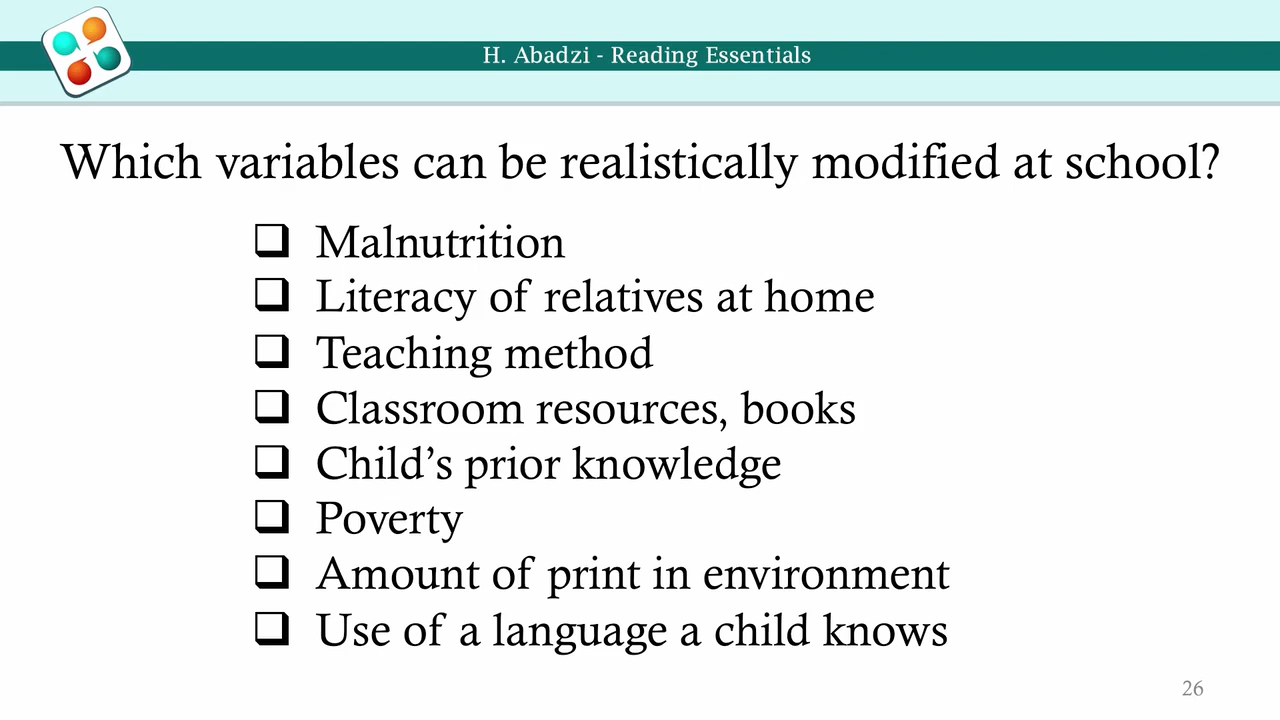 H. Abadzi - Reading Essentials
Which variables can be realistically modified at school?
❑ Malnutrition
❑ Literacy of relatives at home
❑ Teaching method
❑ Classroom resources, books
❑ Child’s prior knowledge
❑ Poverty
❑ Amount of print in environment
❑ Use of a language a child knows
26